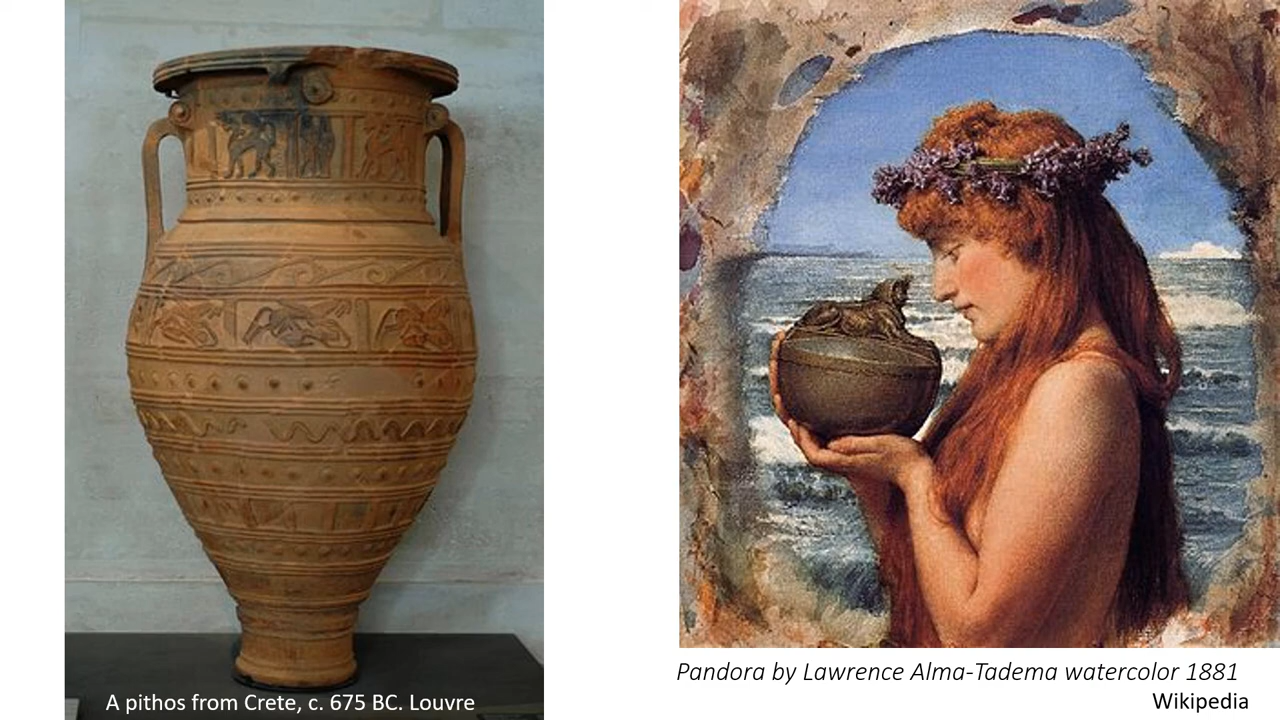 A pithos from Crete, c. 675 BC. Louvre
Pandora by Lawrence Alma-Tadema watercolor 1881
Wikipedia